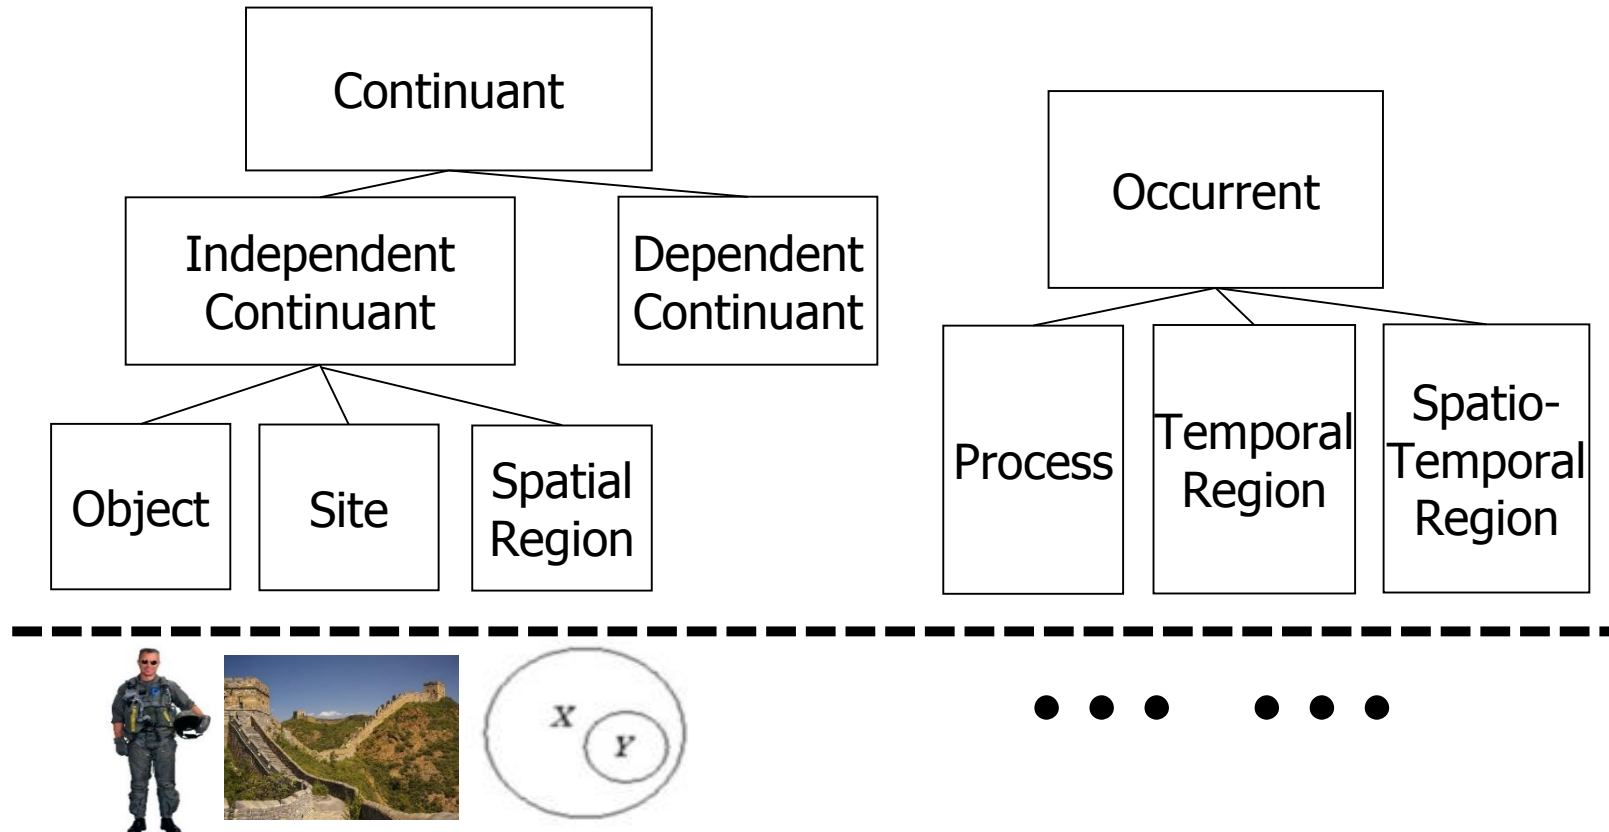 Continuant
Occurrent
Independent
Continuant
Dependent
Continuant
Object
Site
Spatial
Region
Process
Temporal
Region
Spatio-
Temporal
Region
X
Y